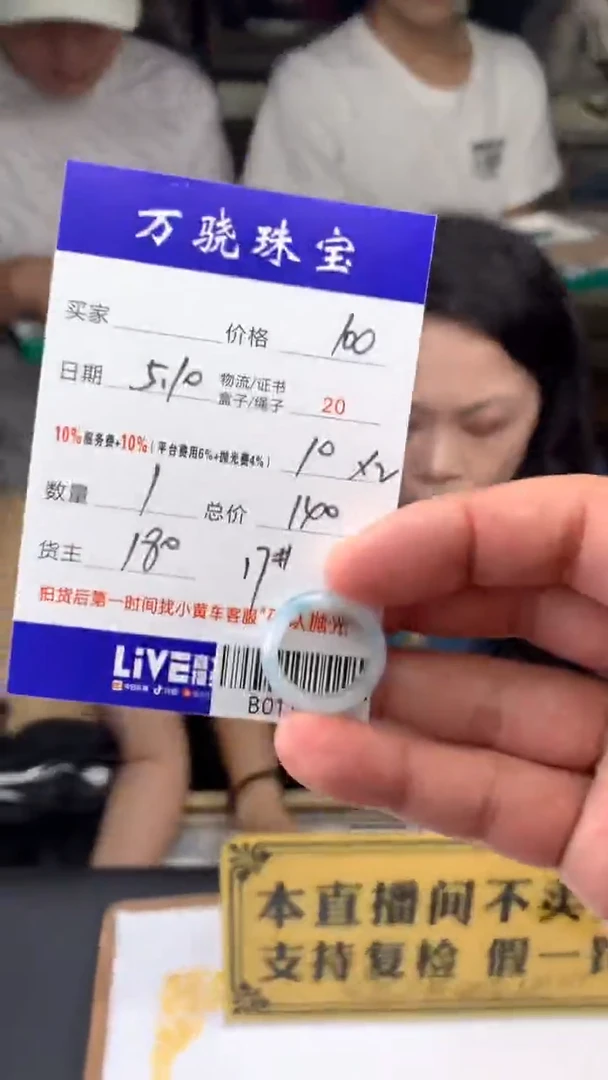 万骁珠宝
买家 价格 100
日期 5.10 物流/证书 盒子/绳子 20
10%服务费+10%(平台费用6%+抛光费4%) 10 x2
数量 1 总价 140
货主 180 17#
拍货后第一时间找小黄车客服
LiVE 直播
B01
本直播间不卖
支持复检 假一